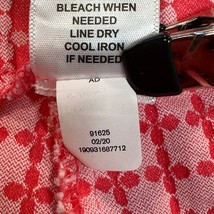 BLEACH WHEN
NEEDED
LINE DRY
COOL IRON
IF NEEDED
AD
91625
02/20
190931687712